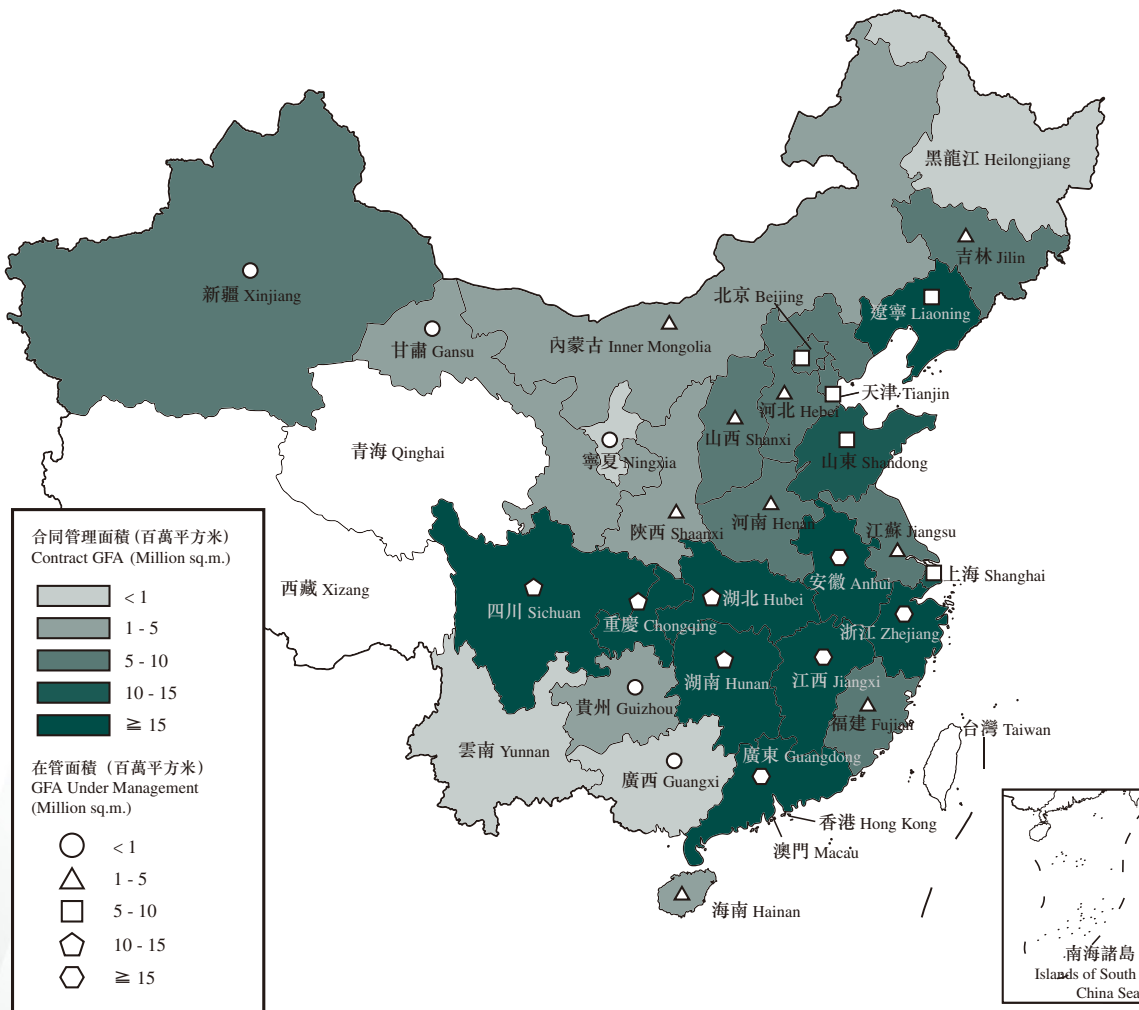 黑龍江 Heilongjiang
吉林 Jilin
新疆 Xinjiang
北京 Beijing
遼寧 Liaoning
甘肅 Gansu
內蒙古 Inner Mongolia
天津 Tianjin
河北 Hebei
山西 Shanxi
青海 Qinghai
寧夏 Ningxia
山東 Shandong
陝西 Shaanxi
河南 Henan
江蘇 Jiangsu
西藏 Xizang
安徽 Anhui
上海 Shanghai
四川 Sichuan
重慶 Chongqing
湖北 Hubei
浙江 Zhejiang
湖南 Hunan
江西 Jiangxi
貴州 Guizhou
福建 Fujian
台灣 Taiwan
雲南 Yunnan
廣西 Guangxi
廣東 Guangdong
香港 Hong Kong
澳門 Macau
海南 Hainan
南海諸島
Islands of South
China Sea
合同管理面積 (百萬平方米)
Contract GFA (Million sq.m.)
< 1
1 - 5
5 - 10
10 - 15
≧ 15
在管面積 (百萬平方米)
GFA Under Management
(Million sq.m.)
< 1
1 - 5
5 - 10
10 - 15
≧ 15